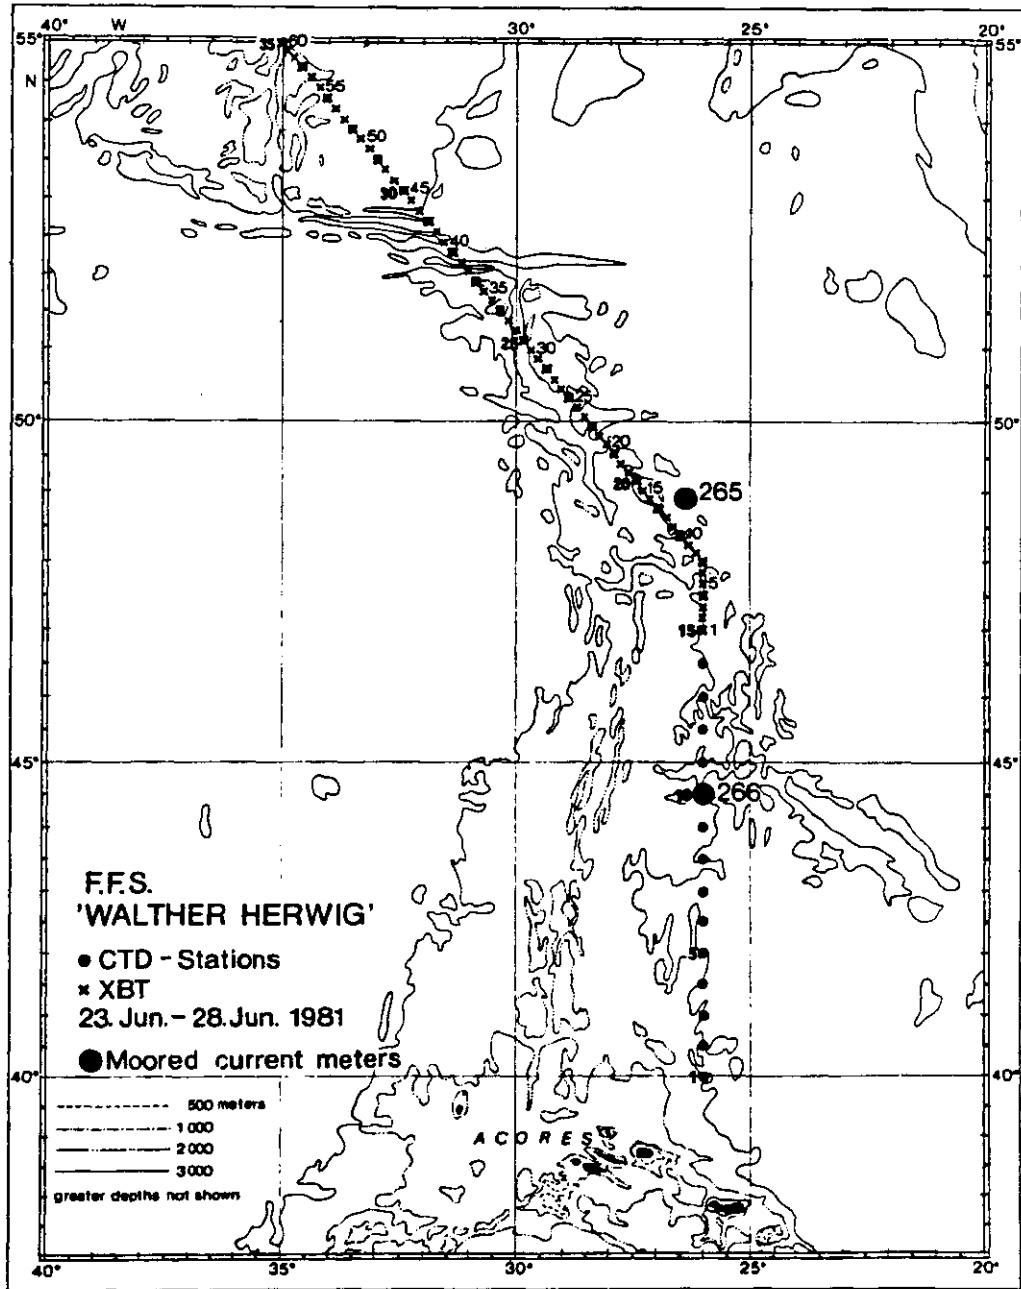 40° W 30° 25° 20°
55° 35 60 55°
N
55
50
30 45
40
35
25 30
25
50° 50°
20
20 15
265
10
5
15 1
45° 45°
266
F.F.S.
'WALTHER HERWIG'
● CTD - Stations
5
× XBT
23. Jun. - 28. Jun. 1981
● Moored current meters
1
40° 40°
500 meters
1 000
2 000
3 000
greater depths not shown
ACORES
40° 35° 30° 25° 20°